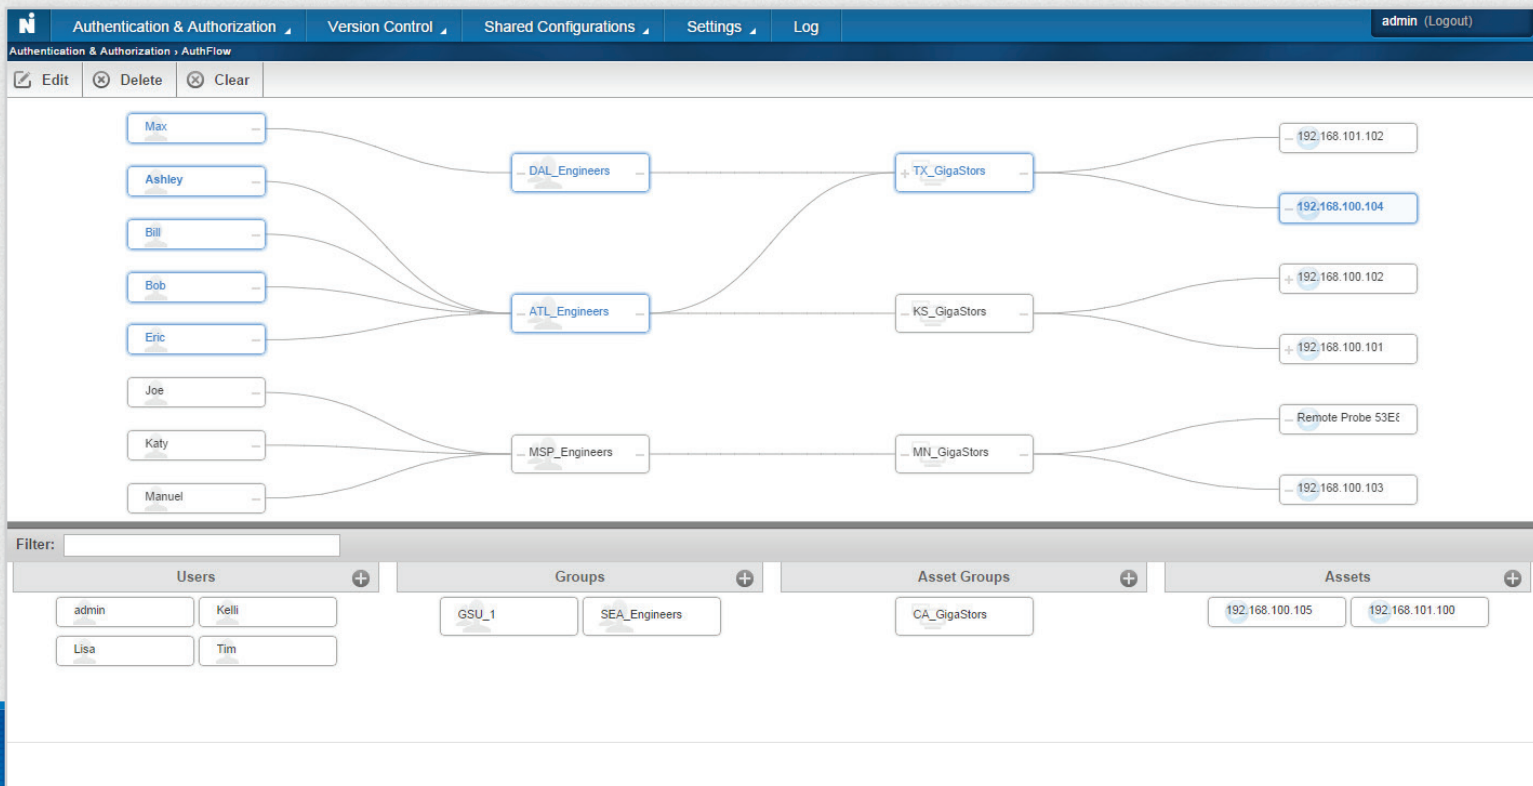 Authentication & Authorization Version Control Shared Configurations Settings Log admin (Logout)
Authentication & Authorization › AuthFlow
Edit Delete Clear
Max
DAL_Engineers
TX_GigaStors
192.168.101.102
Ashley
192.168.100.104
Bill
Bob
ATL_Engineers
KS_GigaStors
192.168.100.102
Eric
192.168.100.101
Joe
Remote Probe 53E8
Katy
MSP_Engineers
MN_GigaStors
Manuel
192.168.100.103
Filter:
Users Groups Asset Groups Assets
admin Kelli GSU_1 SEA_Engineers CA_GigaStors 192.168.100.105 192.168.101.100
Lisa Tim